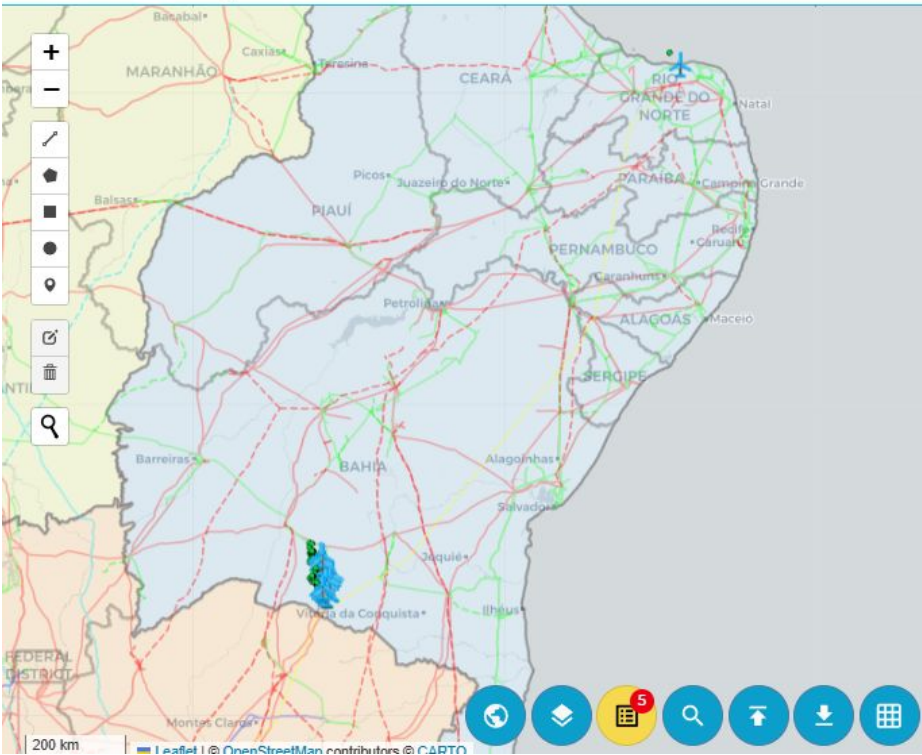 Bacabal
Caxias
Teresina
MARANHÃO
CEARÁ
RIO
GRANDE DO
NORTE
Natal
Picos
Juazeiro do Norte
PARAÍBA
Campina Grande
Balsas
PIAUÍ
Recife
PERNAMBUCO
Caruaru
Garanhuns
Petrolina
ALAGOAS
Maceió
SERGIPE
Barreiras
BAHIA
Alagoinhas
Salvador
Jequié
Vitória da Conquista
Ilhéus
FEDERAL
DISTRICT
5
Montes Claros
200 km
Leaflet | © OpenStreetMap contributors © CARTO